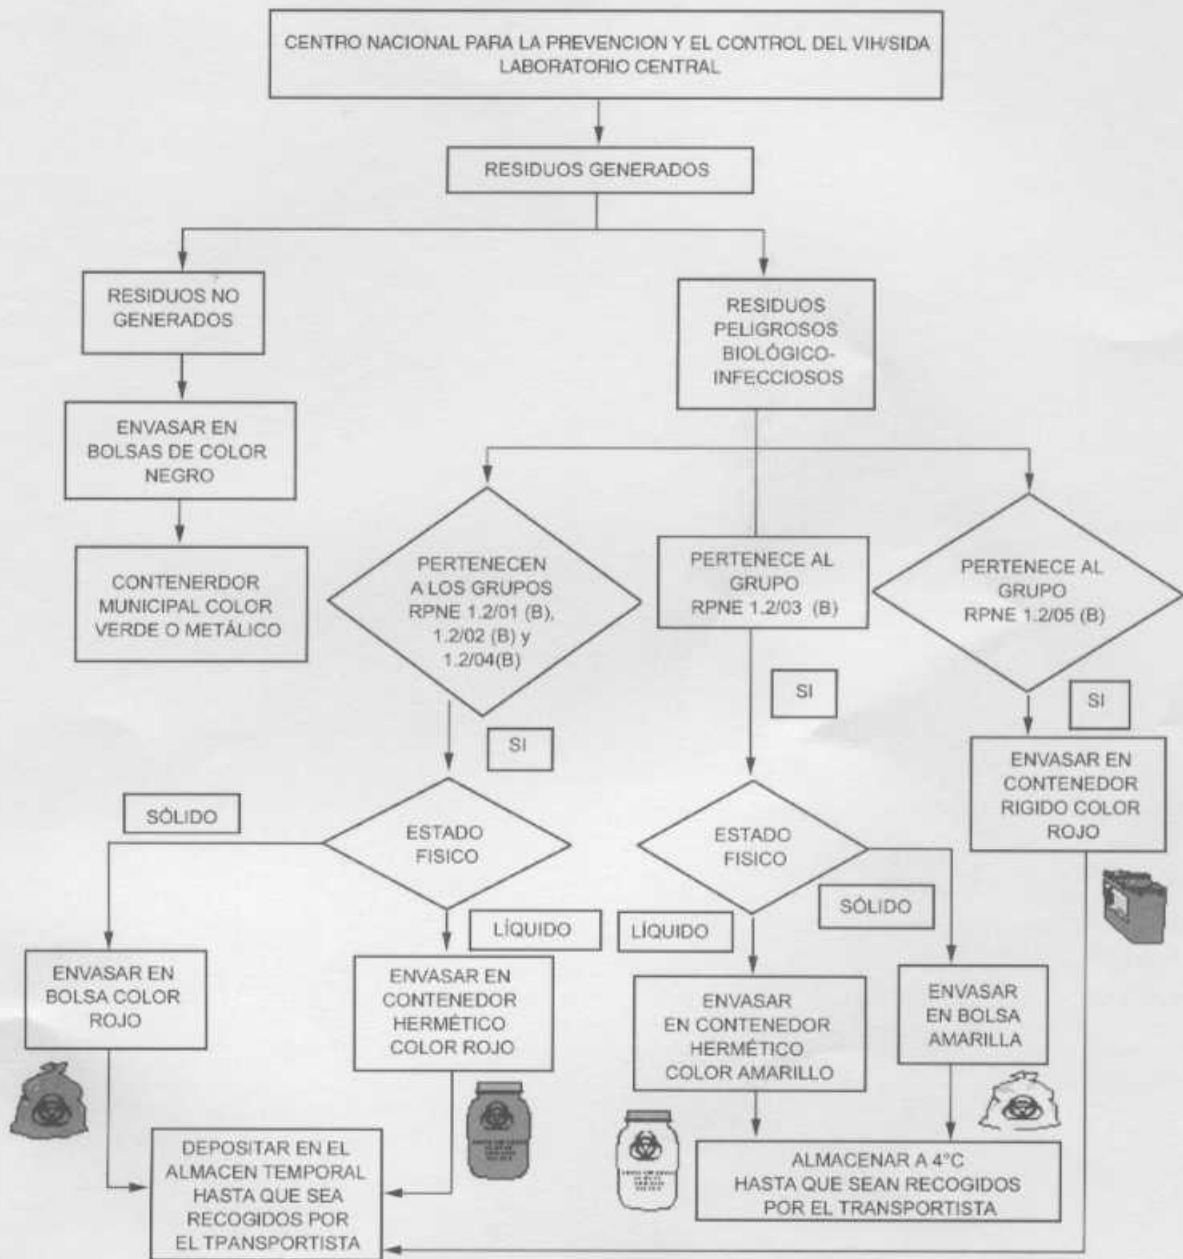 CENTRO NACIONAL PARA LA PREVENCION Y EL CONTROL DEL VIH/SIDA
LABORATORIO CENTRAL
RESIDUOS GENERADOS
RESIDUOS NO
GENERADOS
RESIDUOS
PELIGROSOS
BIOLÓGICO-
INFECCIOSOS
ENVASAR EN
BOLSAS DE COLOR
NEGRO
CONTENERDOR
MUNICIPAL COLOR
VERDE O METÁLICO
PERTENECEN
A LOS GRUPOS
RPNE 1.2/01 (B),
1.2/02 (B) y
1.2/04(B)
PERTENECE AL
GRUPO
RPNE 1.2/03 (B)
PERTENECE AL
GRUPO
RPNE 1.2/05 (B)
SI
SI
SI
ENVASAR EN
CONTENEDOR
RIGIDO COLOR
ROJO
SÓLIDO
ESTADO
FISICO
ESTADO
FISICO
LÍQUIDO
LÍQUIDO
SÓLIDO
ENVASAR EN
BOLSA COLOR
ROJO
ENVASAR EN
CONTENEDOR
HERMÉTICO
COLOR ROJO
ENVASAR
EN CONTENEDOR
HERMÉTICO
COLOR AMARILLO
ENVASAR
EN BOLSA
AMARILLA
DEPOSITAR EN EL
ALMACEN TEMPORAL
HASTA QUE SEA
RECOGIDOS POR
EL TPANSPORTISTA
ALMACENAR A 4°C
HASTA QUE SEAN RECOGIDOS
POR EL TRANSPORTISTA